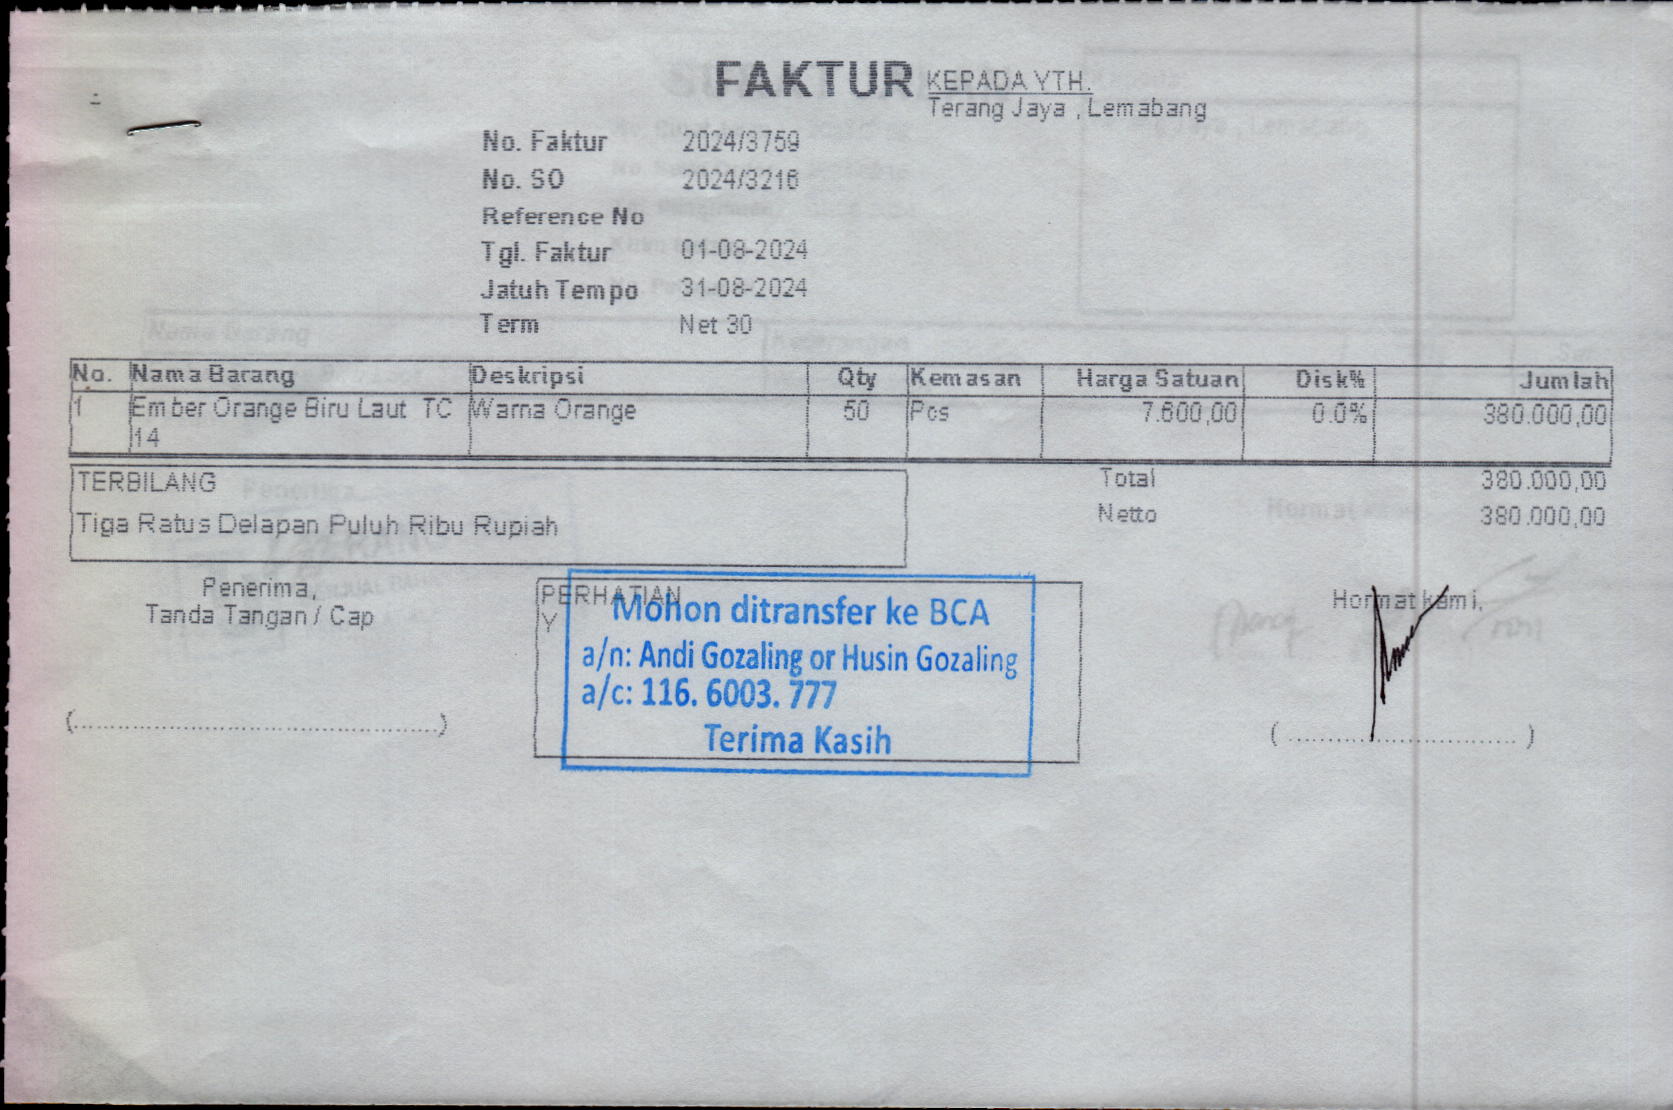 FAKTUR
KEPADA YTH.
Terang Jaya , Lemabang
No. Faktur 2024/3759
No. SO 2024/3216
Reference No
Tgl. Faktur 01-08-2024
Jatuh Tempo 31-08-2024
Term Net 30
No. Nama Barang Deskripsi Qty Kemasan Harga Satuan Disk% Jumlah
1 Ember Orange Biru Laut TC Warna Orange 50 Pcs 7.600,00 0.0% 380.000,00
14
TERBILANG Total 380.000,00
Tiga Ratus Delapan Puluh Ribu Rupiah Netto 380.000,00
Penerima,
Tanda Tangan / Cap
PERHATIAN
Y
Mohon ditransfer ke BCA
a/n: Andi Gozaling or Husin Gozaling
a/c: 116. 6003. 777
Terima Kasih
Hormat kami,
(..............................................)
( .................................. )